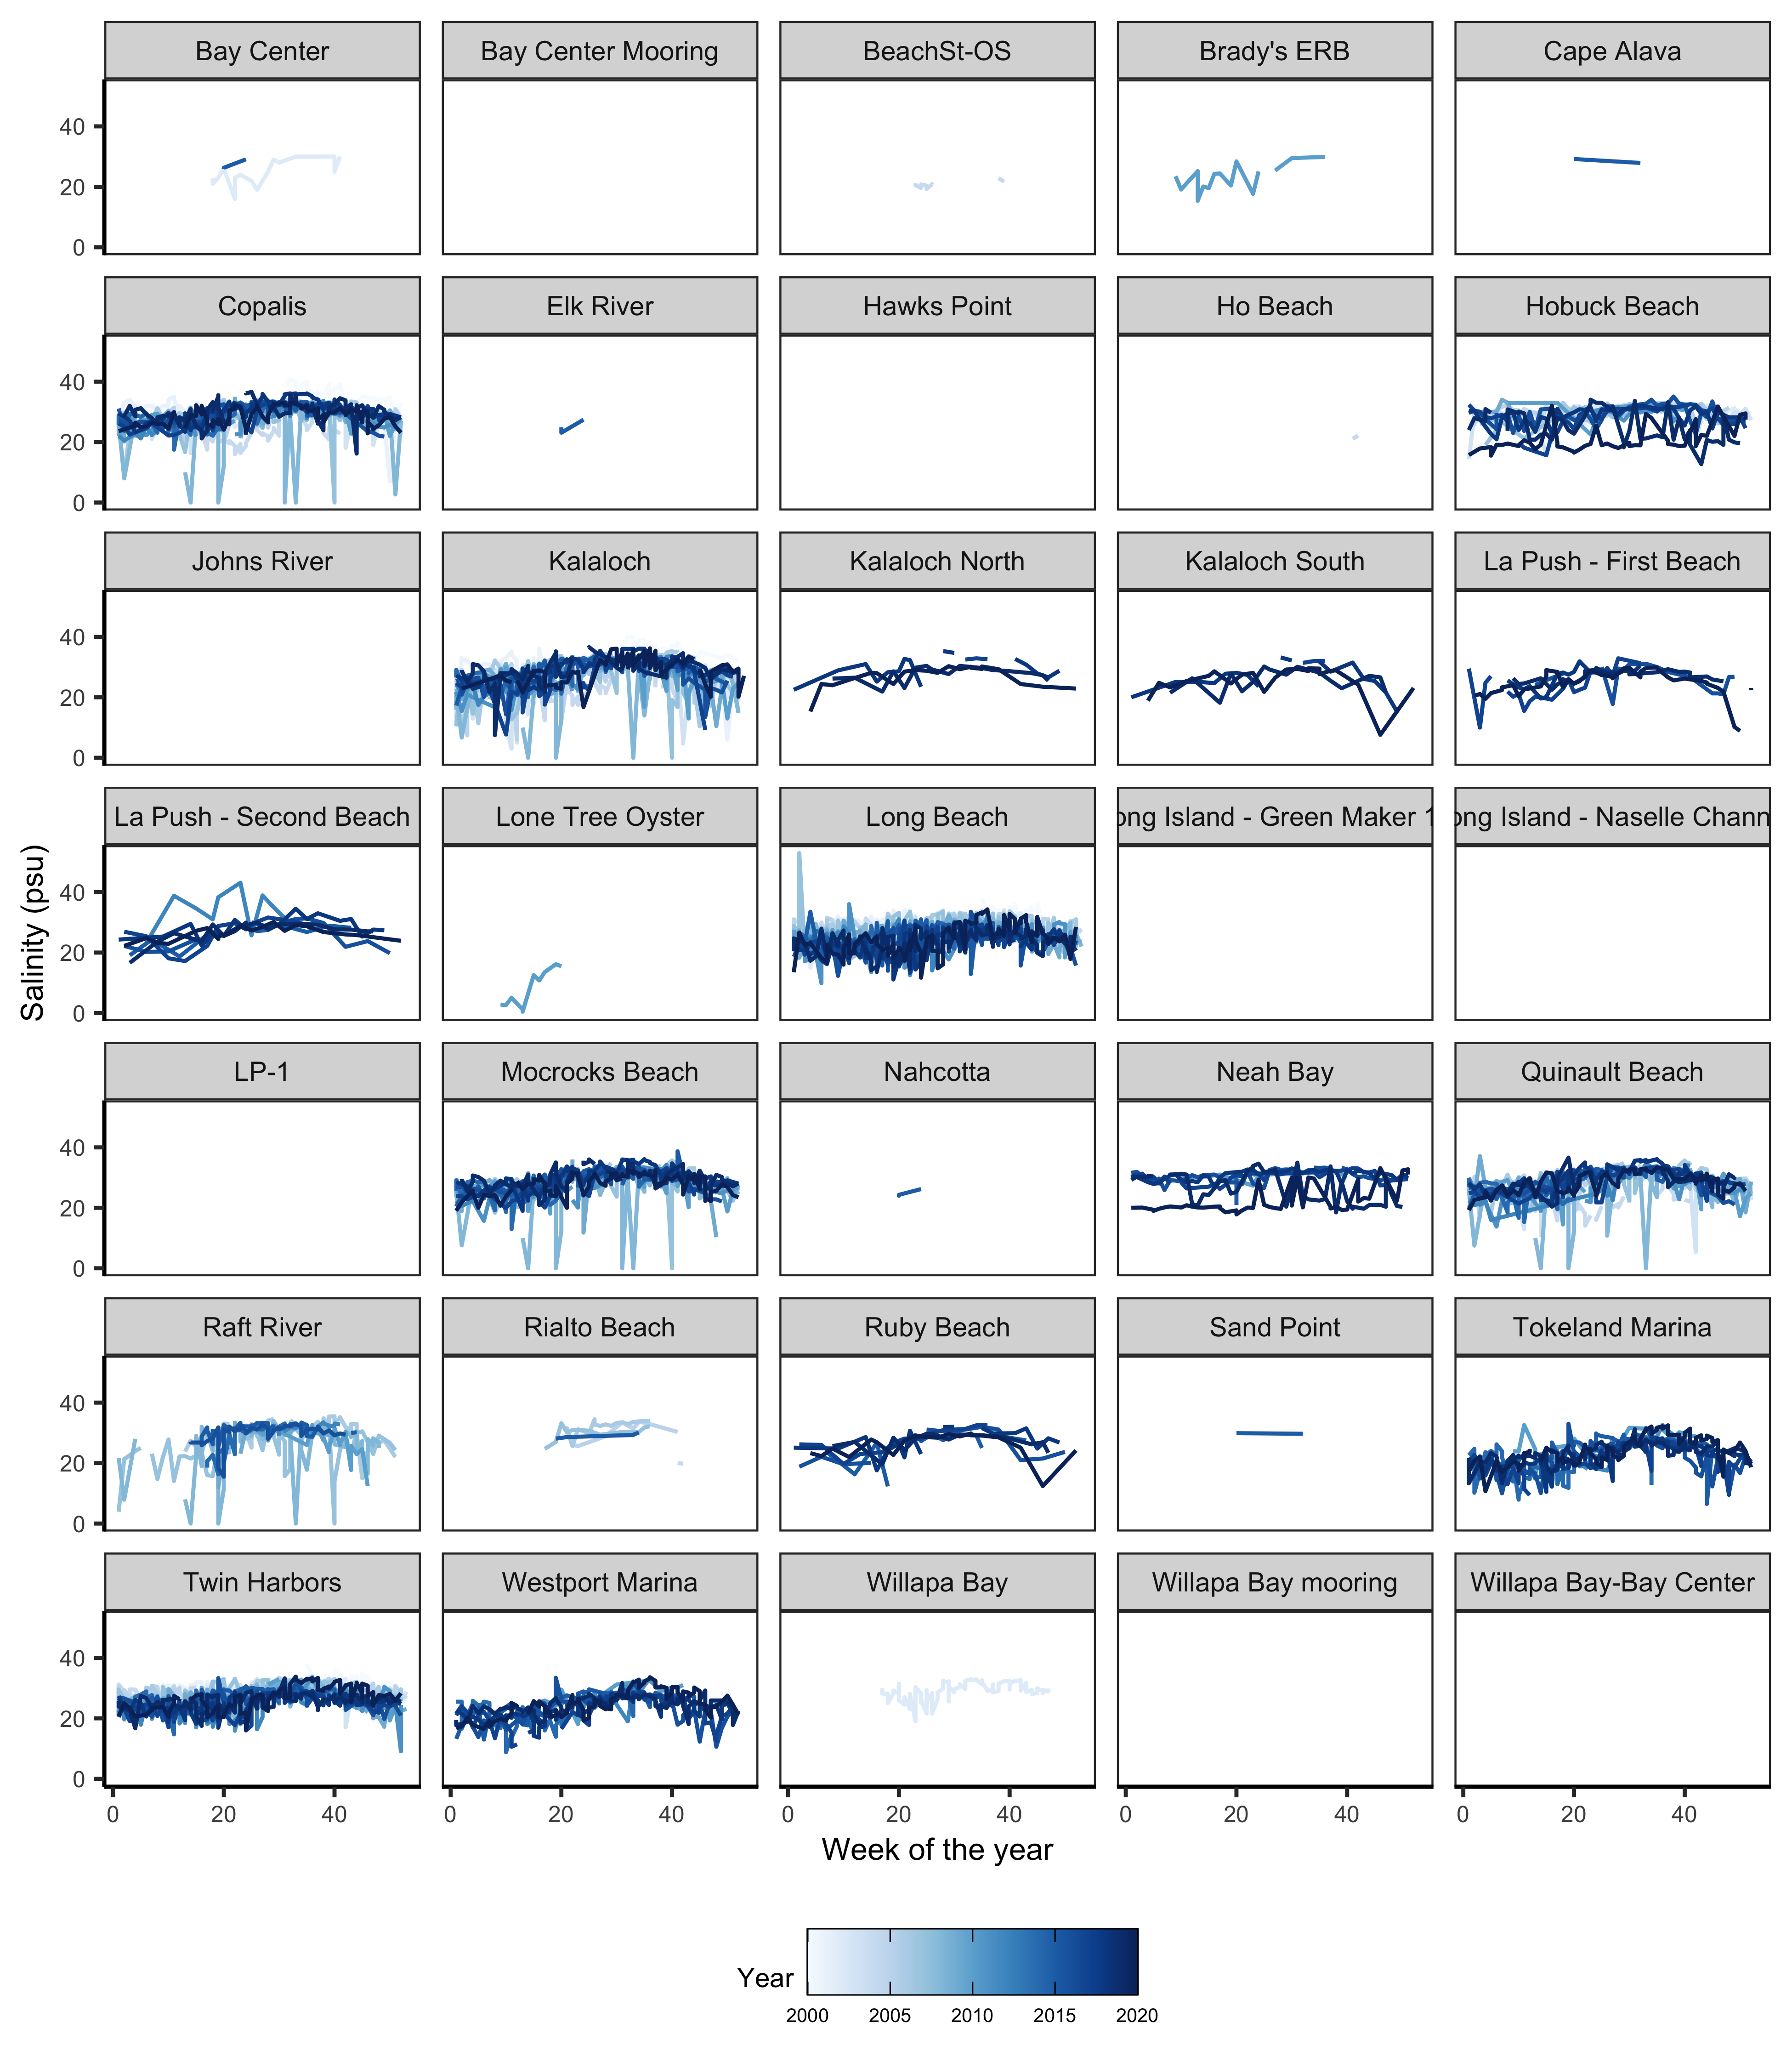 Bay Center
Bay Center Mooring
BeachSt-OS
Brady's ERB
Cape Alava
40
20
0
Copalis
Elk River
Hawks Point
Ho Beach
Hobuck Beach
40
20
0
Johns River
Kalaloch
Kalaloch North
Kalaloch South
La Push - First Beach
40
20
0
La Push - Second Beach
Lone Tree Oyster
Long Beach
ong Island - Green Maker 1
ong Island - Naselle Chann
40
20
0
LP-1
Mocrocks Beach
Nahcotta
Neah Bay
Quinault Beach
40
20
0
Raft River
Rialto Beach
Ruby Beach
Sand Point
Tokeland Marina
40
20
0
Twin Harbors
Westport Marina
Willapa Bay
Willapa Bay mooring
Willapa Bay-Bay Center
40
20
0
Salinity (psu)
0 20 40
0 20 40
0 20 40
0 20 40
0 20 40
Week of the year
Year
2000 2005 2010 2015 2020